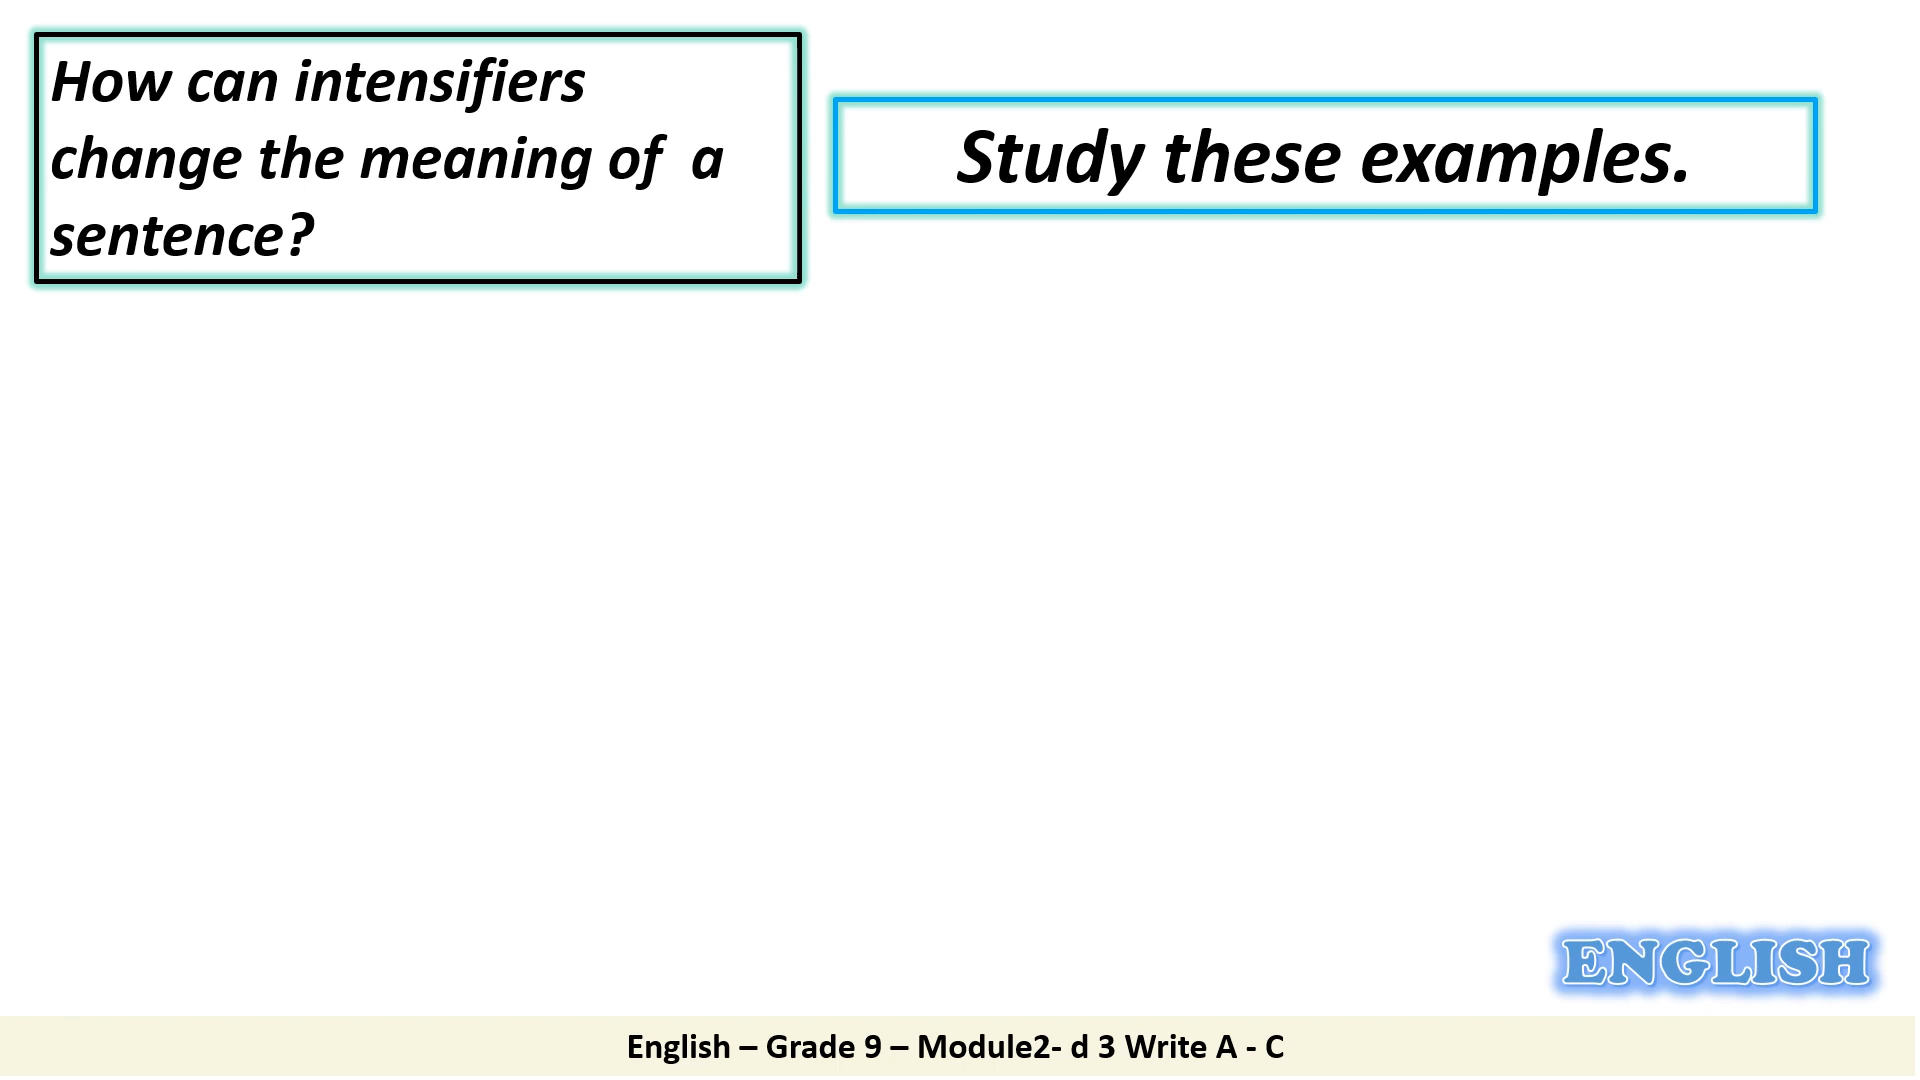 How can intensifiers
change the meaning of  a
sentence?
Study these examples.
ENGLISH
English – Grade 9 – Module2- d 3 Write A - C